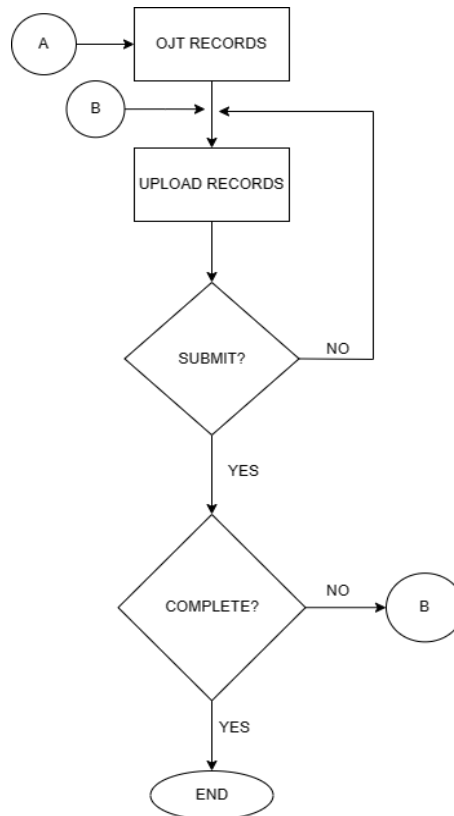 A
OJT RECORDS
B
UPLOAD RECORDS
SUBMIT?
NO
YES
COMPLETE?
NO
B
YES
END